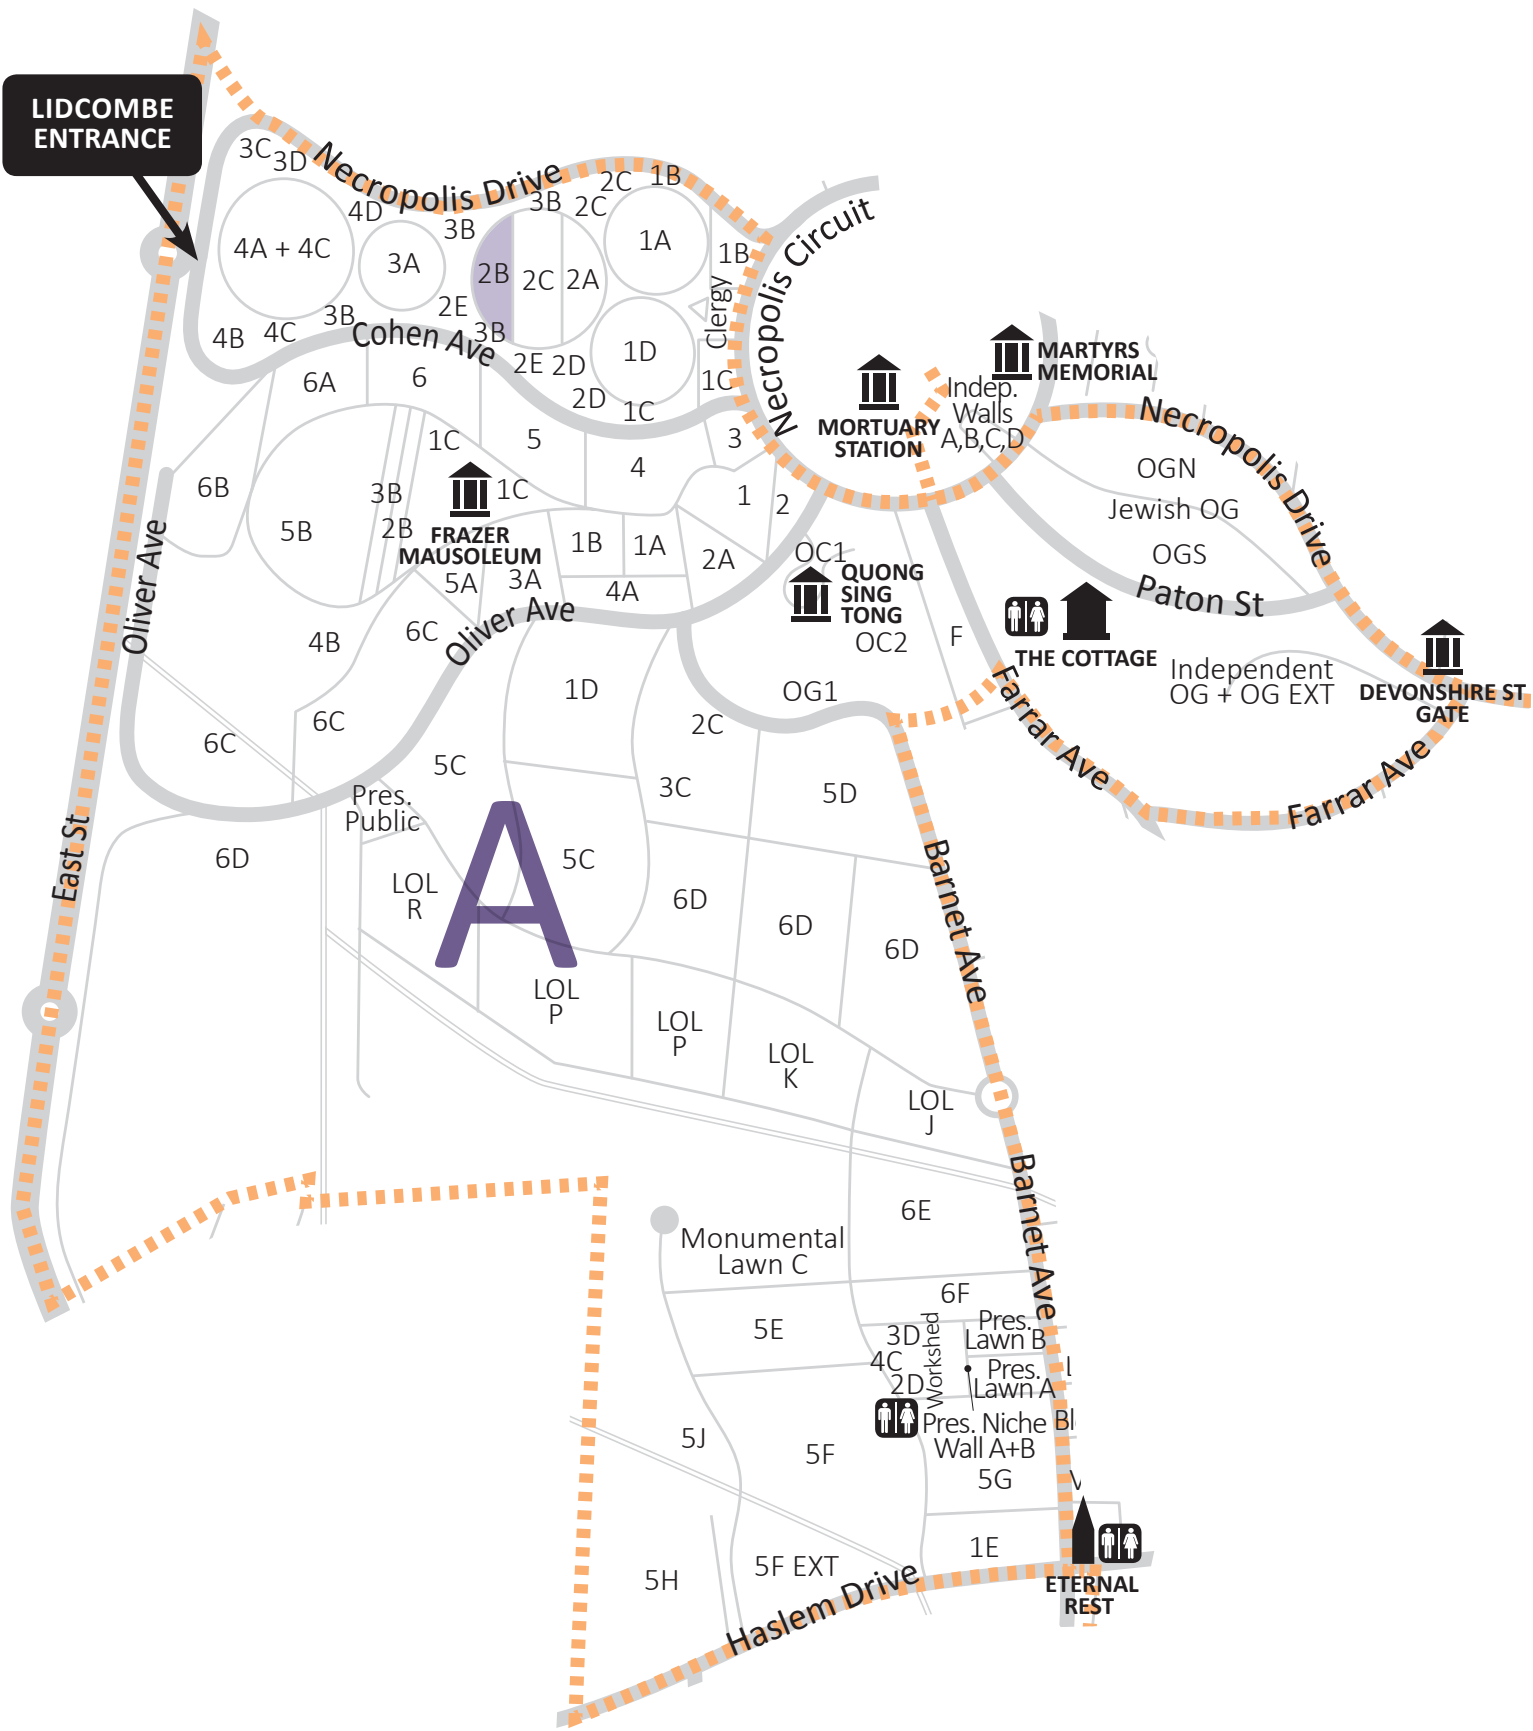 LIDCOMBE
ENTRANCE
Necropolis Drive
3C
3D
4D
3B
3B
2C
2C
1B
4A + 4C
3A
2B
2C
2A
1A
1B
Clergy
Necropolis Circuit
2E
3B
3B
4B
4C
Cohen Ave
2E
2D
1D
2D
1C
1C
6A
6
5
4
3
1C
1C
1
2
6B
5B
3B
2B
FRAZER
MAUSOLEUM
1B
1A
2A
5A
3A
4A
Oliver Ave
Oliver Ave
4B
6C
6C
6C
MORTUARY
STATION
MARTYRS
MEMORIAL
Indep.
Walls
A,B,C,D
Necropolis Drive
OGN
Jewish OG
OGS
Paton St
OC1
QUONG
SING
TONG
OC2
F
THE COTTAGE
OG1
Independent
OG + OG EXT
DEVONSHIRE ST
GATE
Farrar Ave
Farrar Ave
1D
2C
5C
3C
5D
Pres.
Public
East St
6D
LOL
R
A
5C
6D
6D
6D
Barnet Ave
LOL
P
LOL
P
LOL
K
LOL
J
Barnet Ave
6E
Monumental
Lawn C
6F
5E
3D
4C
2D
Workshed
Pres.
Lawn B
Pres.
Lawn A
Pres. Niche
Wall A+B
Bl
5J
5F
5G
1E
5H
5F EXT
Haslem Drive
ETERNAL
REST